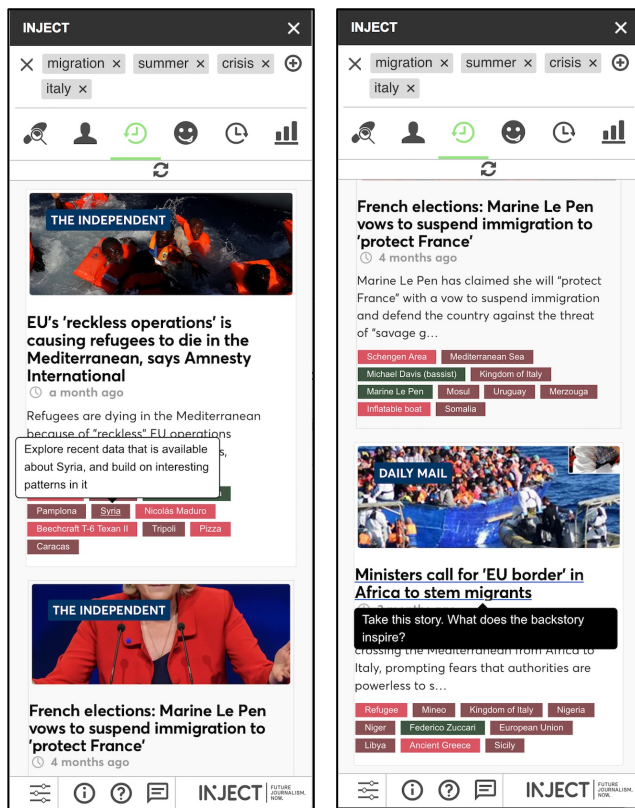 INJECT
migration × summer × crisis ×
italy ×
THE INDEPENDENT
EU's 'reckless operations' is
causing refugees to die in the
Mediterranean, says Amnesty
International
a month ago
Refugees are dying in the Mediterranean
because of "reckless" EU operations
Explore recent data that is available
about Syria, and build on interesting
patterns in it
Pamplona Syria Nicolás Maduro
Beechcraft T-6 Texan II Tripoli Pizza
Caracas
THE INDEPENDENT
French elections: Marine Le Pen
vows to suspend immigration to
'protect France'
4 months ago
INJECT FUTURE
JOURNALISM.
NOW.
INJECT
migration × summer × crisis ×
italy ×
French elections: Marine Le Pen
vows to suspend immigration to
'protect France'
4 months ago
Marine Le Pen has claimed she will "protect
France" with a vow to suspend immigration
and defend the country against the threat
of "savage g...
Schengen Area Mediterranean Sea
Michael Davis (bassist) Kingdom of Italy
Marine Le Pen Mosul Uruguay Merzouga
Inflatable boat Somalia
DAILY MAIL
Ministers call for 'EU border' in
Africa to stem migrants
Take this story. What does the backstory
inspire?
crossing the Mediterranean from Africa to
Italy, prompting fears that authorities are
powerless to s...
Refugee Mineo Kingdom of Italy Nigeria
Niger Federico Zuccari European Union
Libya Ancient Greece Sicily
INJECT FUTURE
JOURNALISM.
NOW.